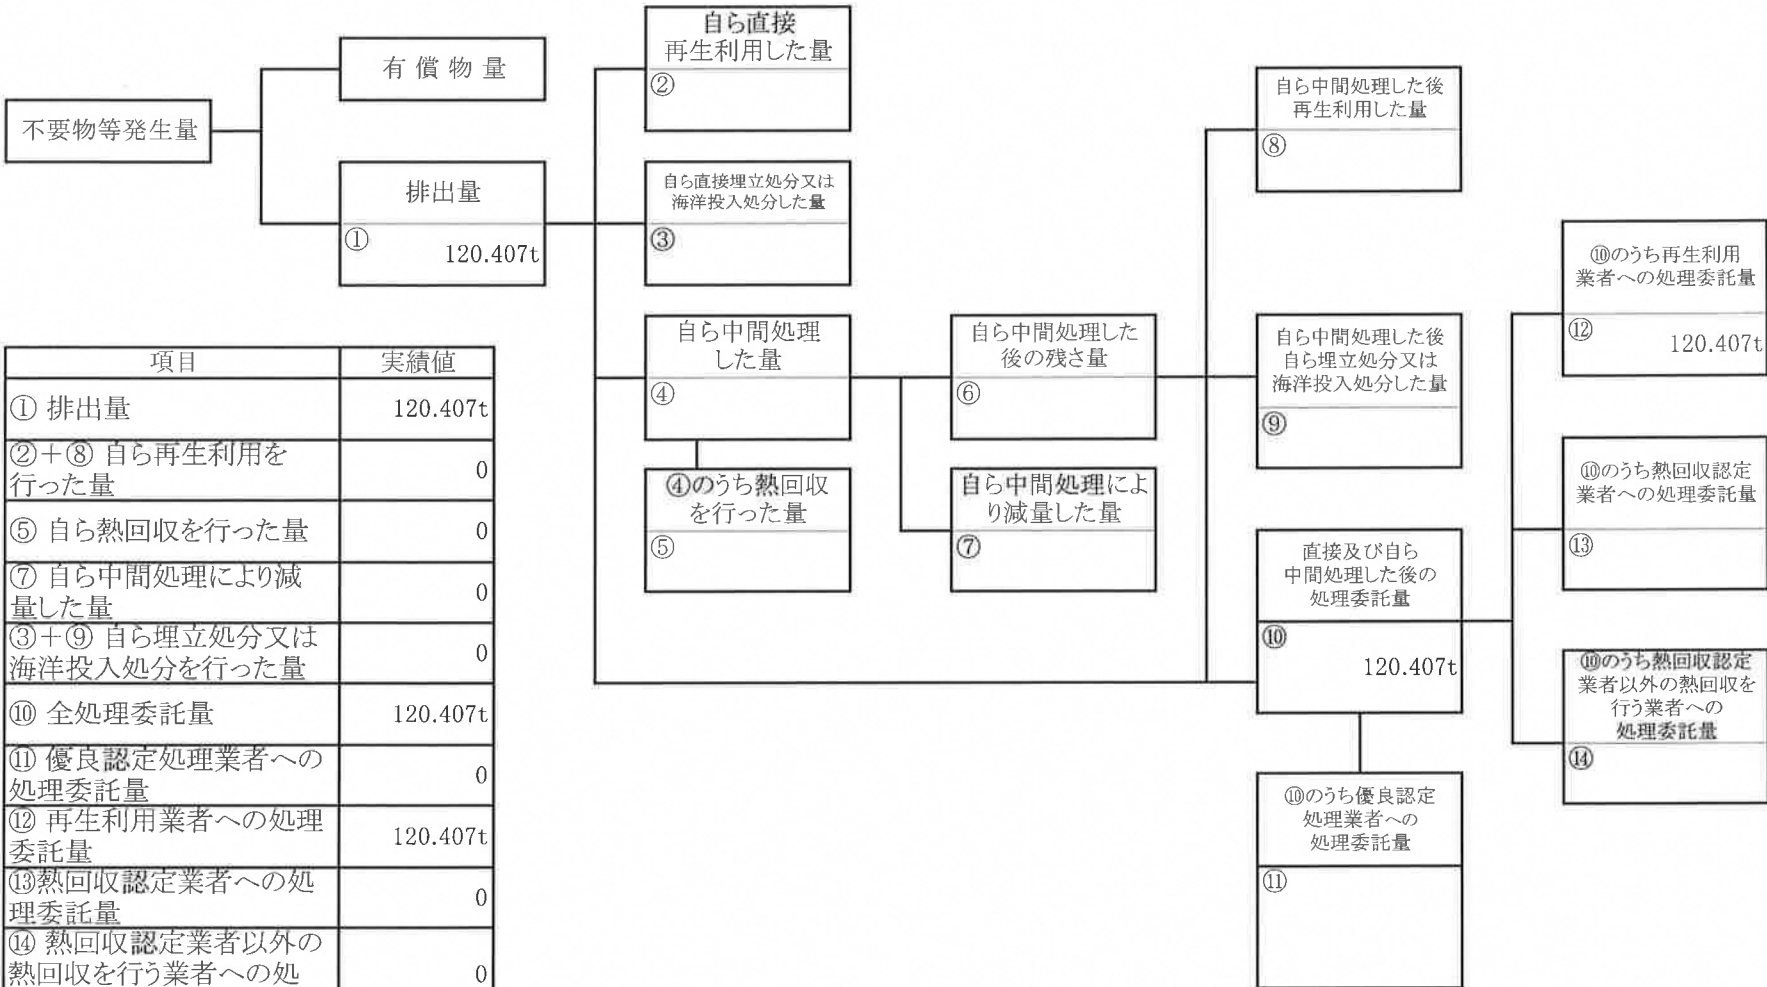 不要物等発生量
有償物量
排出量
①
120.407t
自ら直接
再生利用した量
②
自ら直接埋立処分又は
海洋投入処分した量
③
自ら中間処理
した量
④
④のうち熱回収
を行った量
⑤
自ら中間処理した
後の残さ量
⑥
自ら中間処理によ
り減量した量
⑦
自ら中間処理した後
再生利用した量
⑧
自ら中間処理した後
自ら埋立処分又は
海洋投入処分した量
⑨
直接及び自ら
中間処理した後の
処理委託量
⑩
120.407t
⑩のうち優良認定
処理業者への
処理委託量
⑪
⑩のうち再生利用
業者への処理委託量
⑫
120.407t
⑩のうち熱回収認定
業者への処理委託量
⑬
⑩のうち熱回収認定
業者以外の熱回収を
行う業者への
処理委託量
⑭
項目 実績値
① 排出量 120.407t
②+⑧ 自ら再生利用を
行った量 0
⑤ 自ら熱回収を行った量 0
⑦ 自ら中間処理により減
量した量 0
③+⑨ 自ら埋立処分又は
海洋投入処分を行った量 0
⑩ 全処理委託量 120.407t
⑪ 優良認定処理業者への
処理委託量 0
⑫ 再生利用業者への処理
委託量 120.407t
⑬熱回収認定業者への処
理委託量 0
⑭ 熱回収認定業者以外の
熱回収を行う業者への処 0